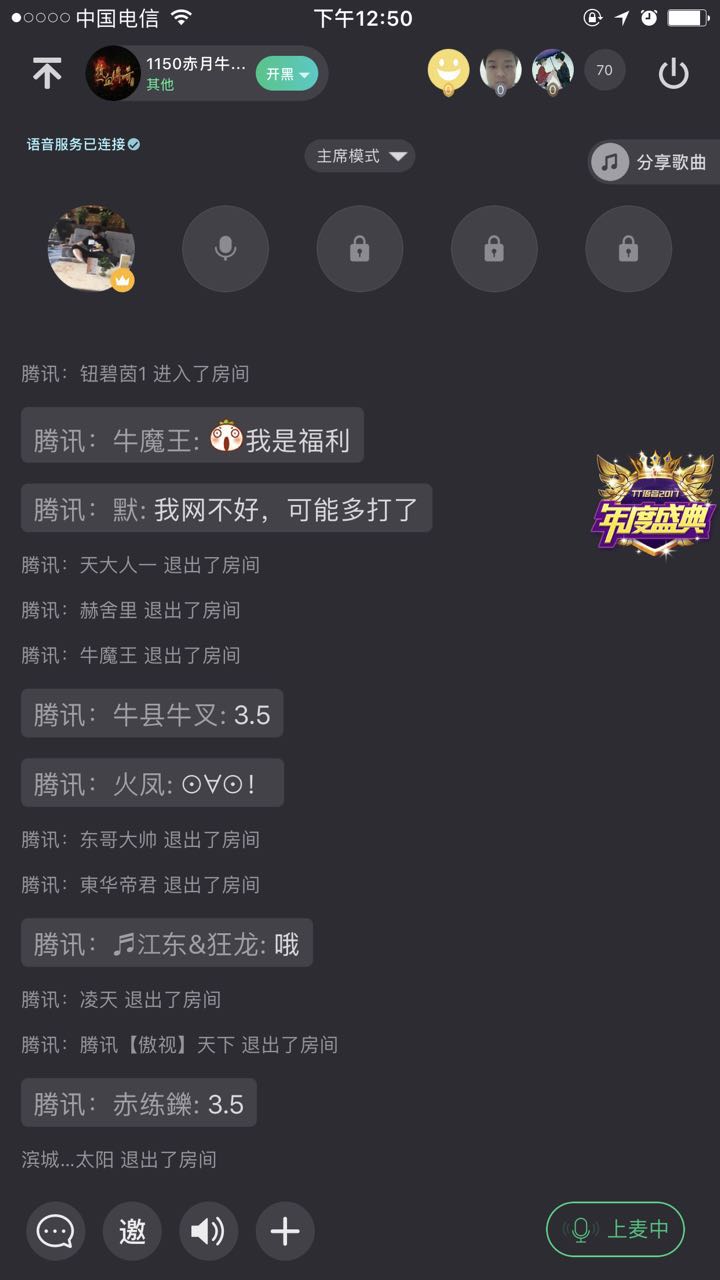 中国电信
下午12:50
1150赤月牛...
其他
开黑
0
0
0
70
语音服务已连接
主席模式
分享歌曲
腾讯：钮碧茵1 进入了房间
腾讯：牛魔王: 我是福利
TT语音2017
年度盛典
腾讯：默: 我网不好，可能多打了
腾讯：天大人一 退出了房间
腾讯：赫舍里 退出了房间
腾讯：牛魔王 退出了房间
腾讯：牛县牛叉: 3.5
腾讯：火凤: ⊙∀⊙！
腾讯：东哥大帅 退出了房间
腾讯：東华帝君 退出了房间
腾讯：♬江东&狂龙: 哦
腾讯：凌天 退出了房间
腾讯：腾讯【傲视】天下 退出了房间
腾讯：赤练鑠: 3.5
滨城...太阳 退出了房间
邀
上麦中